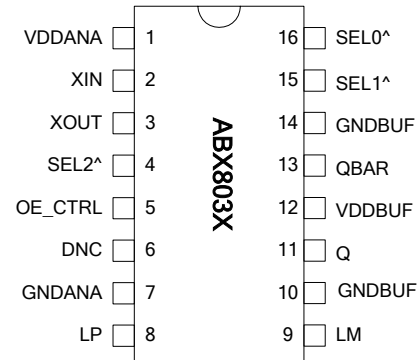 VDDANA 1 16 SEL0^
XIN 2 15 SEL1^
XOUT 3 14 GNDBUF
SEL2^ 4 13 QBAR
OE_CTRL 5 12 VDDBUF
DNC 6 11 Q
GNDANA 7 10 GNDBUF
LP 8 9 LM
ABX803X